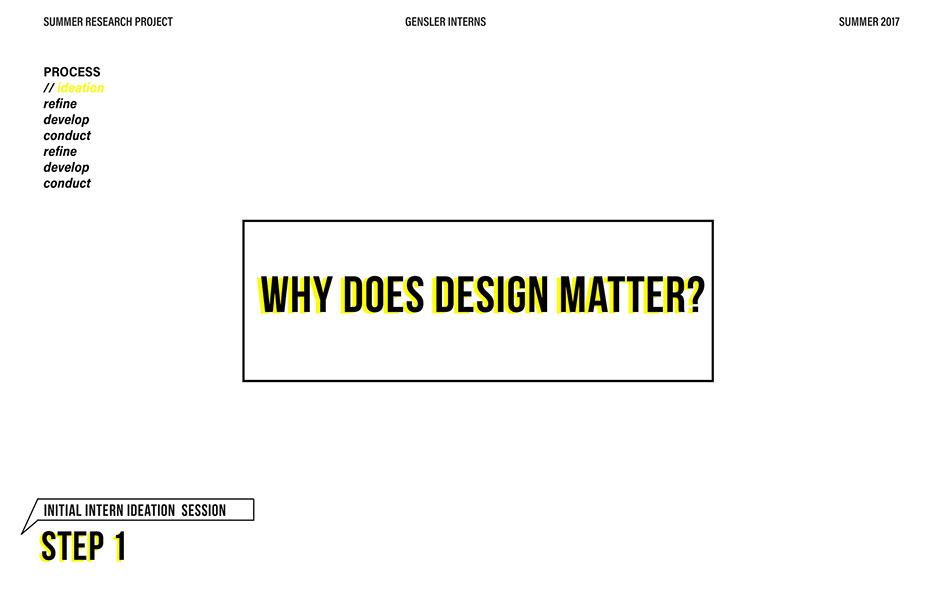 SUMMER RESEARCH PROJECT
GENSLER INTERNS
SUMMER 2017
PROCESS
// ideation
refine
develop
conduct
refine
develop
conduct
WHY DOES DESIGN MATTER?
INITIAL INTERN IDEATION SESSION
STEP 1